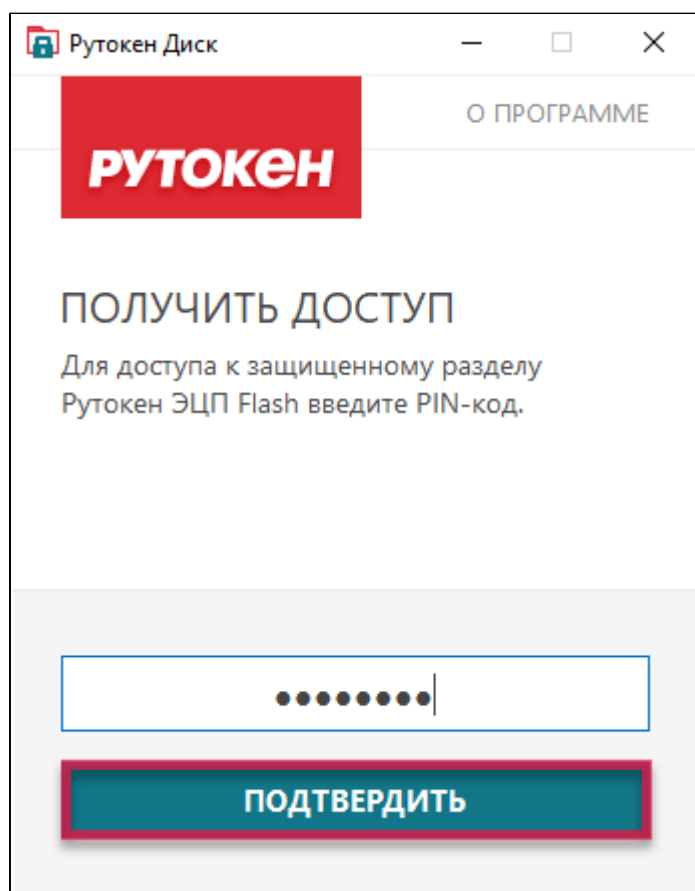 Рутокен Диск
О ПРОГРАММЕ
РУТОКЕН
ПОЛУЧИТЬ ДОСТУП
Для доступа к защищенному разделу
Рутокен ЭЦП Flash введите PIN-код.
••••••••
ПОДТВЕРДИТЬ